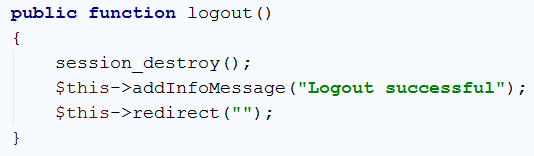 public function logout()
{
    session_destroy();
    $this->addInfoMessage("Logout successful");
    $this->redirect("");
}